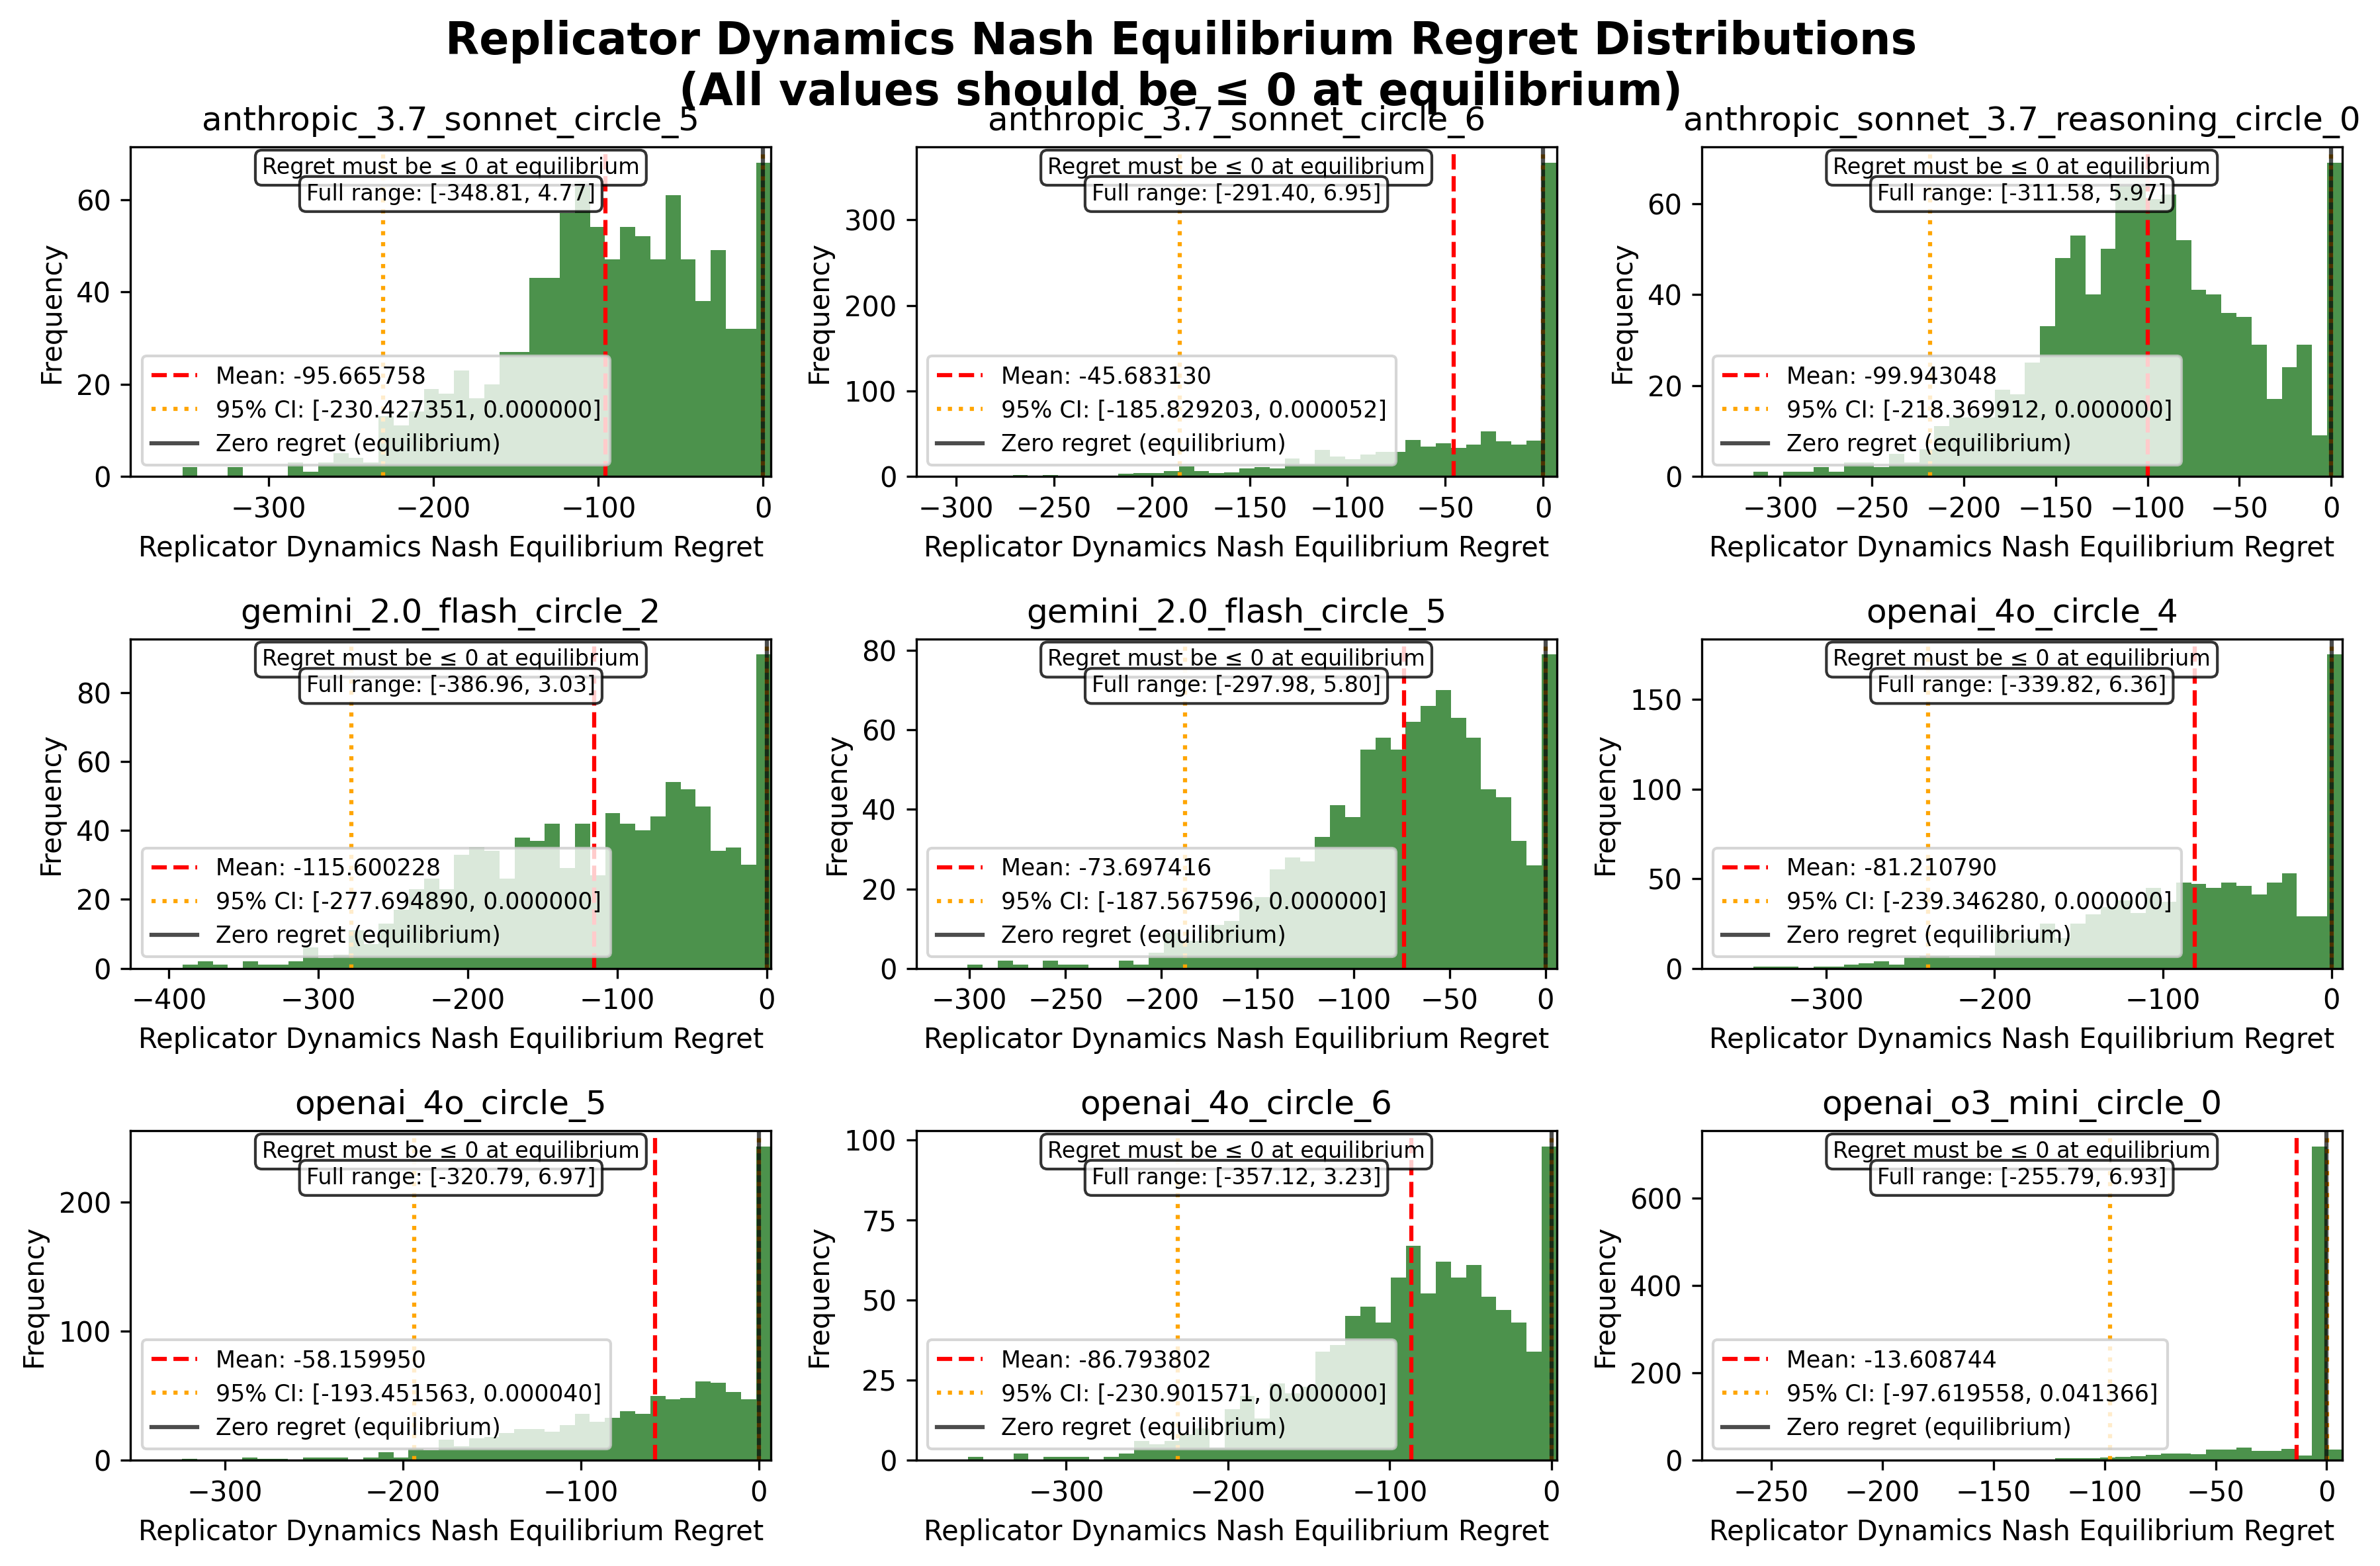 Replicator Dynamics Nash Equilibrium Regret Distributions
(All values should be ≤ 0 at equilibrium)
anthropic_3.7_sonnet_circle_5
Regret must be ≤ 0 at equilibrium
Full range: [-348.81, 4.77]
Frequency
60
40
20
0
Mean: -95.665758
95% CI: [-230.427351, 0.000000]
Zero regret (equilibrium)
−300 −200 −100 0
Replicator Dynamics Nash Equilibrium Regret
anthropic_3.7_sonnet_circle_6
Regret must be ≤ 0 at equilibrium
Full range: [-291.40, 6.95]
Frequency
300
200
100
0
Mean: -45.683130
95% CI: [-185.829203, 0.000052]
Zero regret (equilibrium)
−300 −250 −200 −150 −100 −50 0
Replicator Dynamics Nash Equilibrium Regret
anthropic_sonnet_3.7_reasoning_circle_0
Regret must be ≤ 0 at equilibrium
Full range: [-311.58, 5.97]
Frequency
60
40
20
0
Mean: -99.943048
95% CI: [-218.369912, 0.000000]
Zero regret (equilibrium)
−300 −250 −200 −150 −100 −50 0
Replicator Dynamics Nash Equilibrium Regret
gemini_2.0_flash_circle_2
Regret must be ≤ 0 at equilibrium
Full range: [-386.96, 3.03]
Frequency
80
60
40
20
0
Mean: -115.600228
95% CI: [-277.694890, 0.000000]
Zero regret (equilibrium)
−400 −300 −200 −100 0
Replicator Dynamics Nash Equilibrium Regret
gemini_2.0_flash_circle_5
Regret must be ≤ 0 at equilibrium
Full range: [-297.98, 5.80]
Frequency
80
60
40
20
0
Mean: -73.697416
95% CI: [-187.567596, 0.000000]
Zero regret (equilibrium)
−300 −250 −200 −150 −100 −50 0
Replicator Dynamics Nash Equilibrium Regret
openai_4o_circle_4
Regret must be ≤ 0 at equilibrium
Full range: [-339.82, 6.36]
Frequency
150
100
50
0
Mean: -81.210790
95% CI: [-239.346280, 0.000000]
Zero regret (equilibrium)
−300 −200 −100 0
Replicator Dynamics Nash Equilibrium Regret
openai_4o_circle_5
Regret must be ≤ 0 at equilibrium
Full range: [-320.79, 6.97]
Frequency
200
100
0
Mean: -58.159950
95% CI: [-193.451563, 0.000040]
Zero regret (equilibrium)
−300 −200 −100 0
Replicator Dynamics Nash Equilibrium Regret
openai_4o_circle_6
Regret must be ≤ 0 at equilibrium
Full range: [-357.12, 3.23]
Frequency
100
75
50
25
0
Mean: -86.793802
95% CI: [-230.901571, 0.000000]
Zero regret (equilibrium)
−300 −200 −100 0
Replicator Dynamics Nash Equilibrium Regret
openai_o3_mini_circle_0
Regret must be ≤ 0 at equilibrium
Full range: [-255.79, 6.93]
Frequency
600
400
200
0
Mean: -13.608744
95% CI: [-97.619558, 0.041366]
Zero regret (equilibrium)
−250 −200 −150 −100 −50 0
Replicator Dynamics Nash Equilibrium Regret